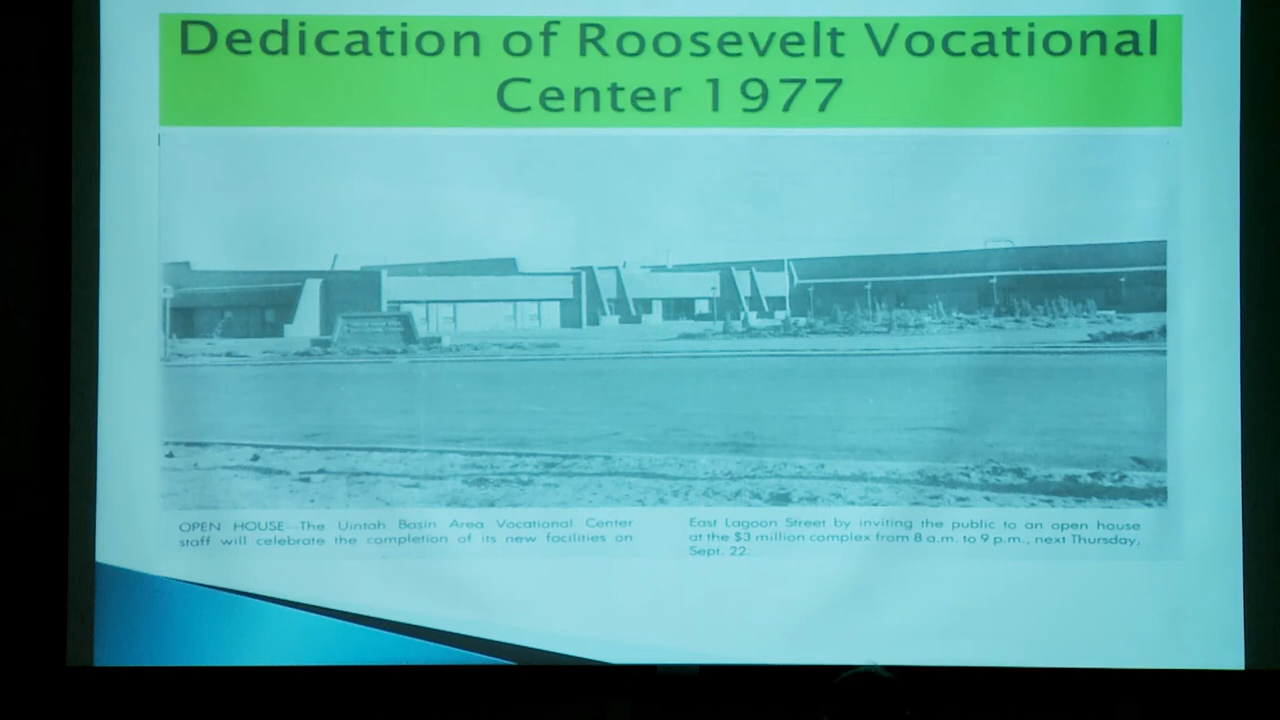 Dedication of Roosevelt Vocational
Center 1977
OPEN HOUSE—The Uintah Basin Area Vocational Center
staff will celebrate the completion of its new facilities on
East Lagoon Street by inviting the public to an open house
at the $3 million complex from 8 a.m. to 9 p.m., next Thursday,
Sept. 22.